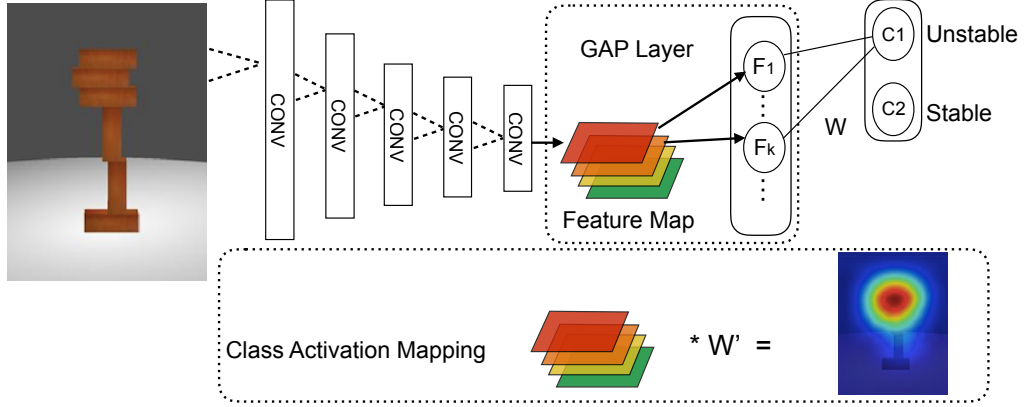 CONV
CONV
CONV
CONV
CONV
GAP Layer
Feature Map
F1
Fk
W
C1 Unstable
C2 Stable
Class Activation Mapping
* W' =